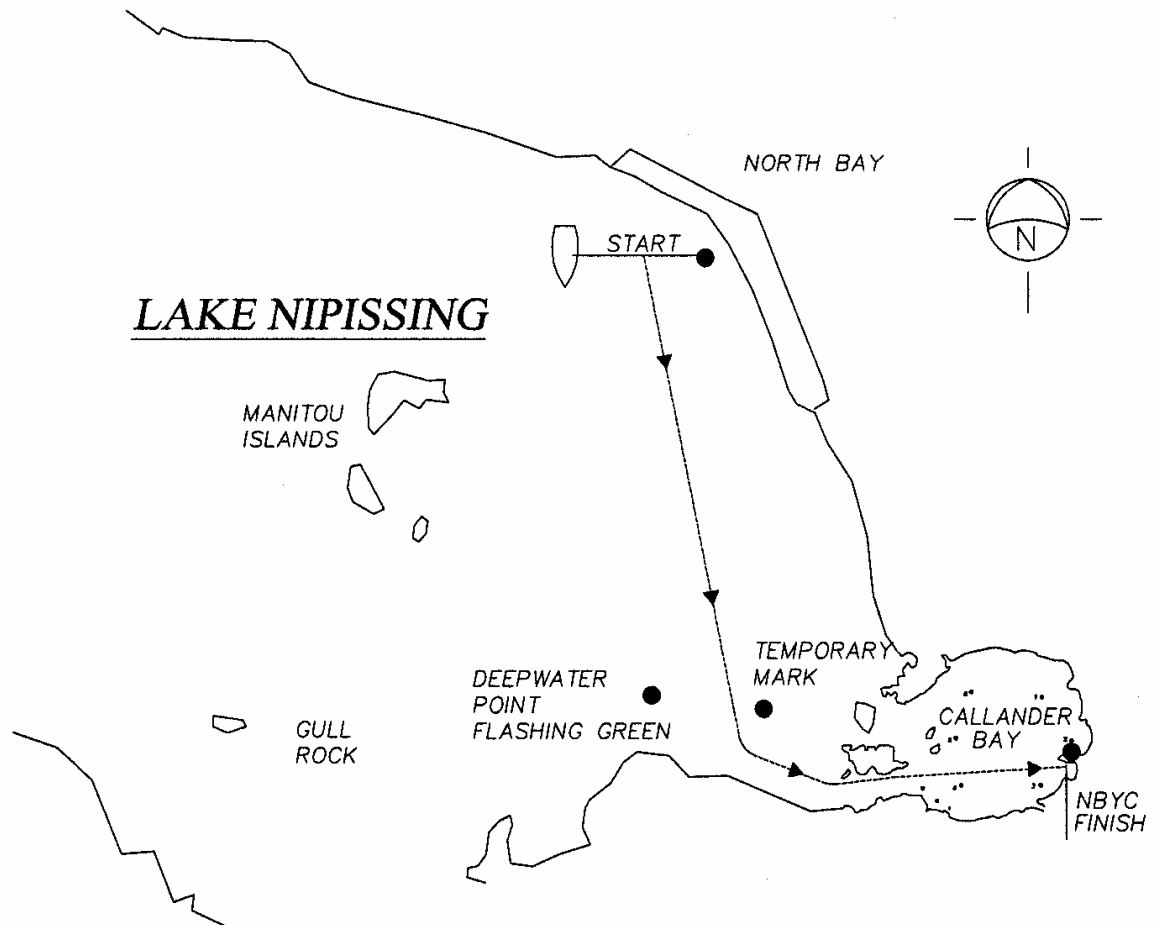 NORTH BAY
START
N
LAKE NIPISSING
MANITOU
ISLANDS
TEMPORARY
MARK
DEEPWATER
POINT
FLASHING GREEN
GULL
ROCK
CALLANDER
BAY
NBYC
FINISH